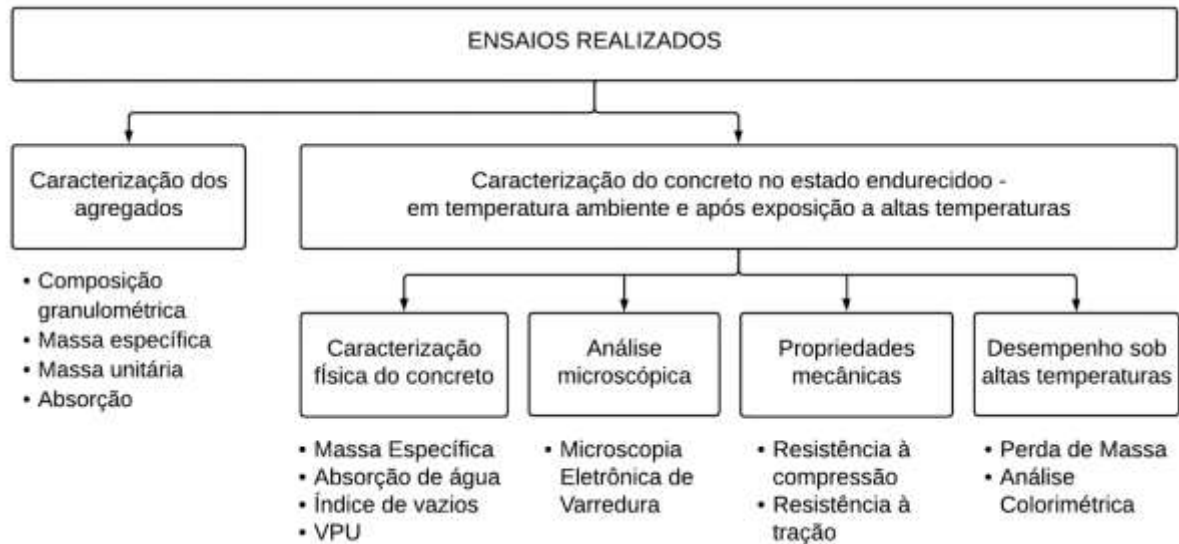 ENSAIOS REALIZADOS
Caracterização dos
agregados
• Composição
granulométrica
• Massa específica
• Massa unitária
• Absorção
Caracterização do concreto no estado endurecidoo -
em temperatura ambiente e após exposição a altas temperaturas
Caracterização
física do concreto
• Massa Específica
• Absorção de água
• Índice de vazios
• VPU
Análise
microscópica
• Microscopia
Eletrônica de
Varredura
Propriedades
mecânicas
• Resistência à
compressão
• Resistência à
tração
Desempenho sob
altas temperaturas
• Perda de Massa
• Análise
Colorimétrica